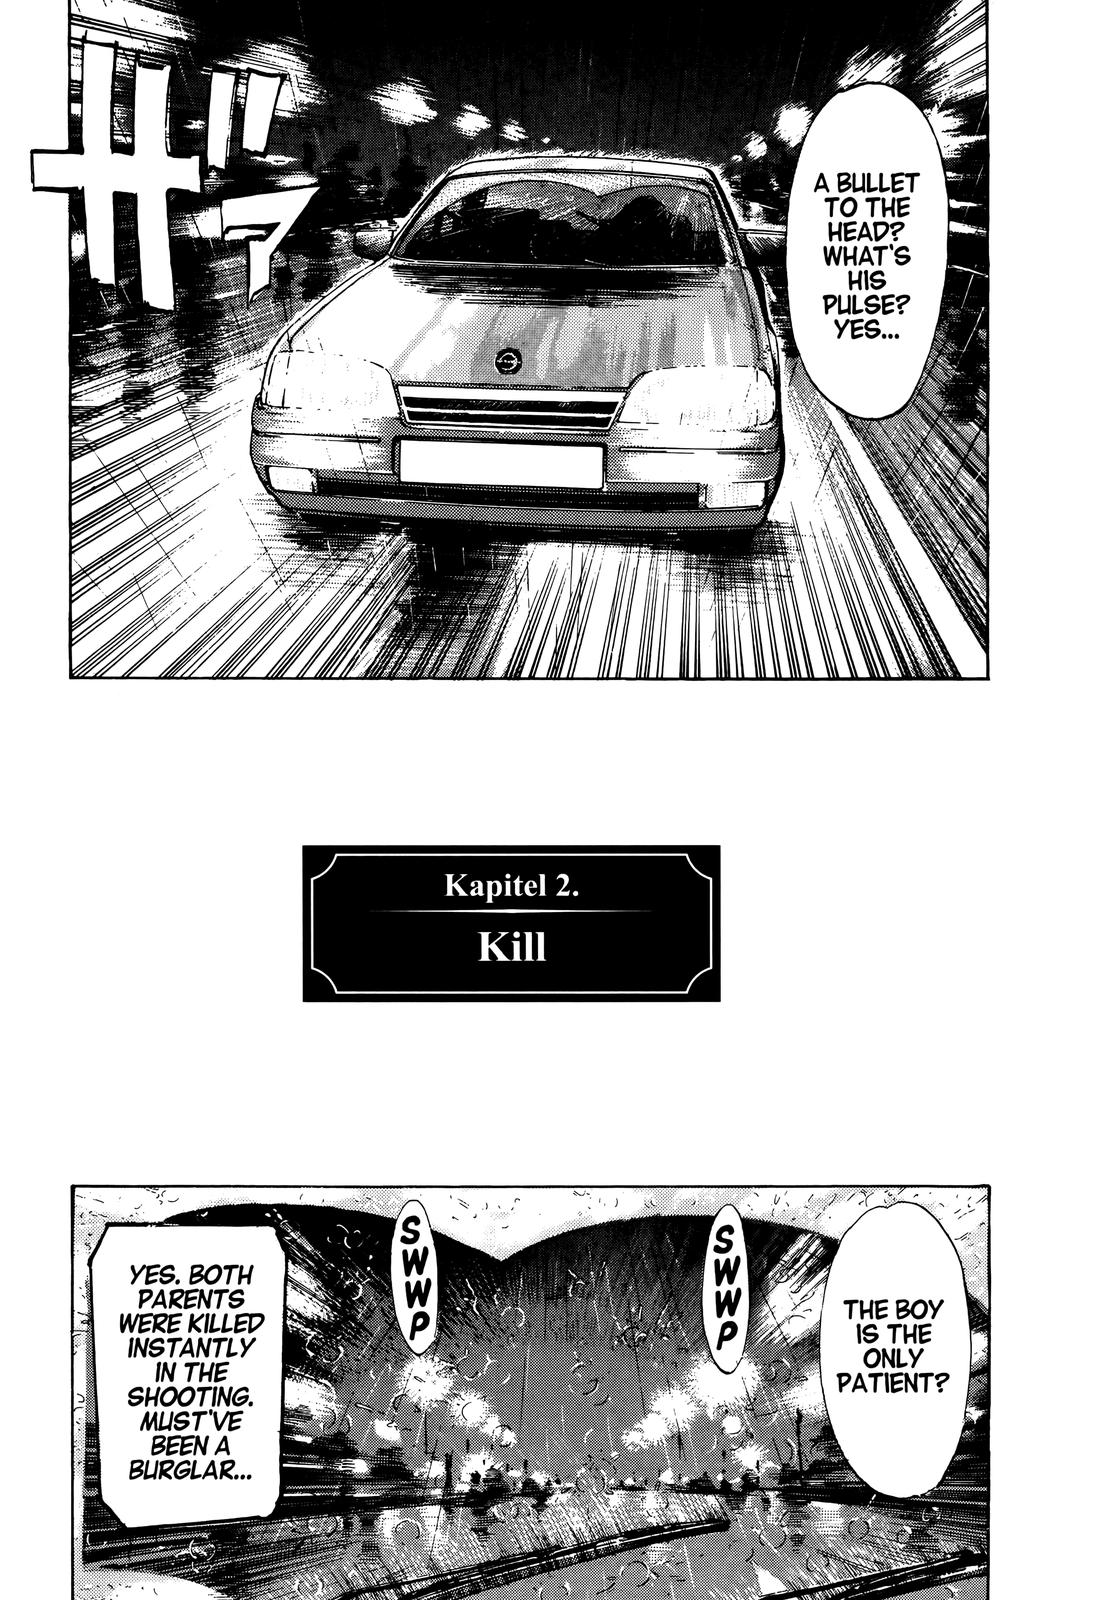 A BULLET
TO THE
HEAD?
WHAT'S
HIS
PULSE?
YES...
ザァ
Kapitel 2.
Kill
THE BOY
IS THE
ONLY
PATIENT?
SWWP
SWWP
YES. BOTH
PARENTS
WERE KILLED
INSTANTLY
IN THE
SHOOTING.
MUST'VE
BEEN A
BURGLAR...